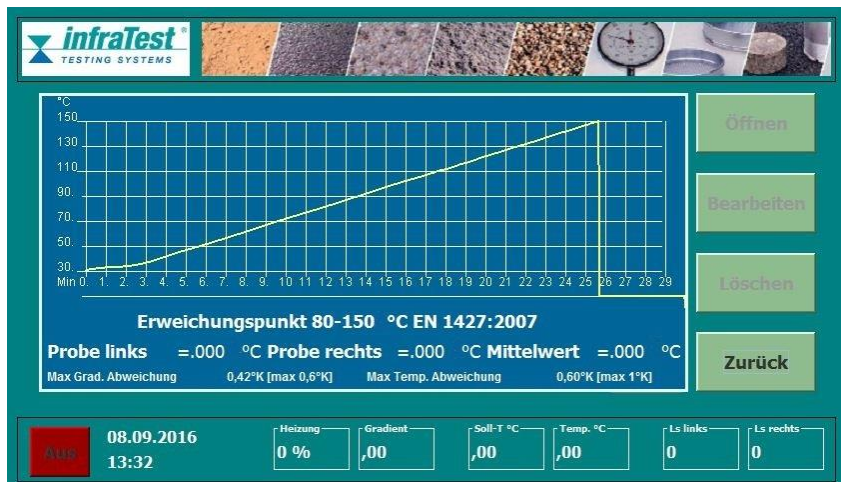 infraTest®
TESTING SYSTEMS
°C
150
130
110
90.
70.
50.
30.
Min 0. 1. 2. 3. 4. 5. 6. 7. 8. 9. 10 11 12 13 14 15 16 17 18 19 20 21 22 23 24 25 26 27 28 29
Erweichungspunkt 80-150 °C EN 1427:2007
Probe links =.000 °C Probe rechts =.000 °C Mittelwert =.000 °C
Max Grad. Abweichung 0,42°K [max 0,6°K] Max Temp. Abweichung 0,60°K [max 1°K]
Öffnen
Bearbeiten
Löschen
Zurück
Aus
08.09.2016
13:32
Heizung
0 %
Gradient
,00
Soll-T °C
,00
Temp. °C
,00
Ls links
0
Ls rechts
0